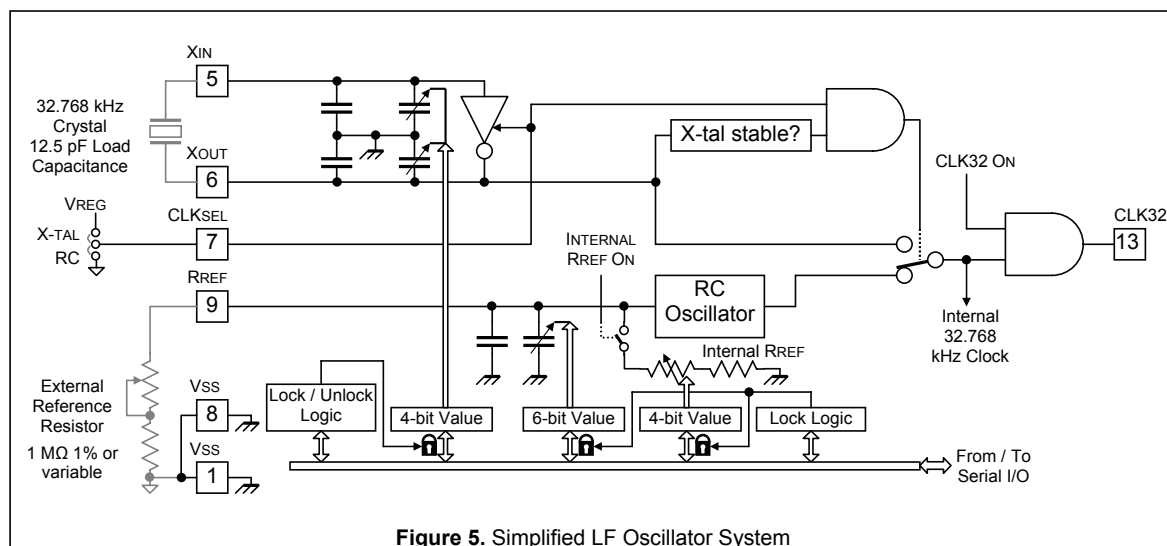 XIN
5
32.768 kHz
Crystal
12.5 pF Load
Capacitance
XOUT
6
X-tal stable?
CLK32 ON
VREG
X-TAL
RC
CLKSEL
7
CLK32
13
RREF
9
INTERNAL
RREF ON
RC
Oscillator
Internal
32.768
kHz Clock
Internal RREF
External
Reference
Resistor
1 MΩ 1% or
variable
VSS
8
VSS
1
Lock / Unlock
Logic
4-bit Value
6-bit Value
4-bit Value
Lock Logic
From / To
Serial I/O
Figure 5. Simplified LF Oscillator System